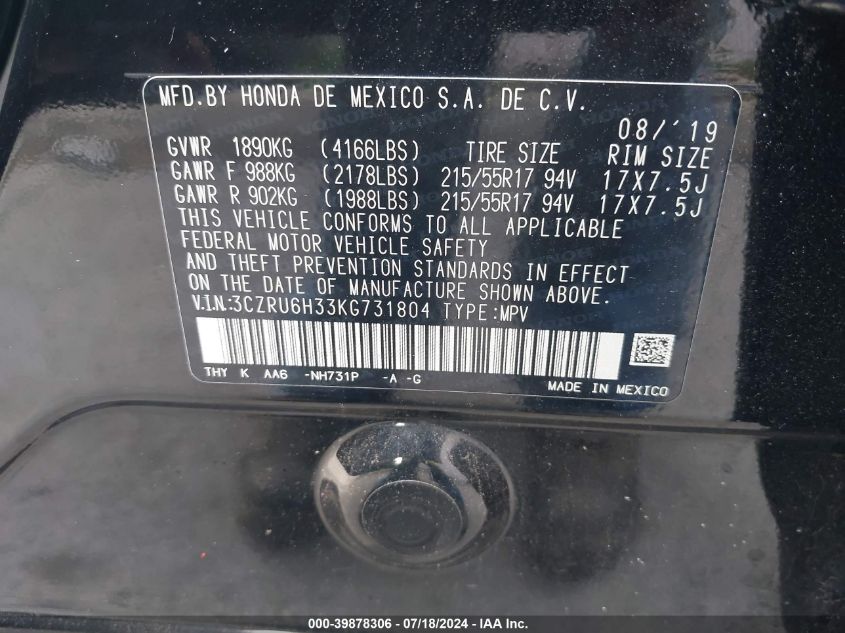 MFD.BY HONDA DE MEXICO S.A. DE C.V.
08/'19
GVWR 1890KG (4166LBS) TIRE SIZE RIM SIZE
GAWR F 988KG (2178LBS) 215/55R17 94V 17X7.5J
GAWR R 902KG (1988LBS) 215/55R17 94V 17X7.5J
THIS VEHICLE CONFORMS TO ALL APPLICABLE
FEDERAL MOTOR VEHICLE SAFETY
AND THEFT PREVENTION STANDARDS IN EFFECT
ON THE DATE OF MANUFACTURE SHOWN ABOVE.
V.I.N.:3CZRU6H33KG731804 TYPE:MPV
THY K AA6 -NH731P -A -G
MADE IN MEXICO
000-39878306 - 07/18/2024 - IAA Inc.